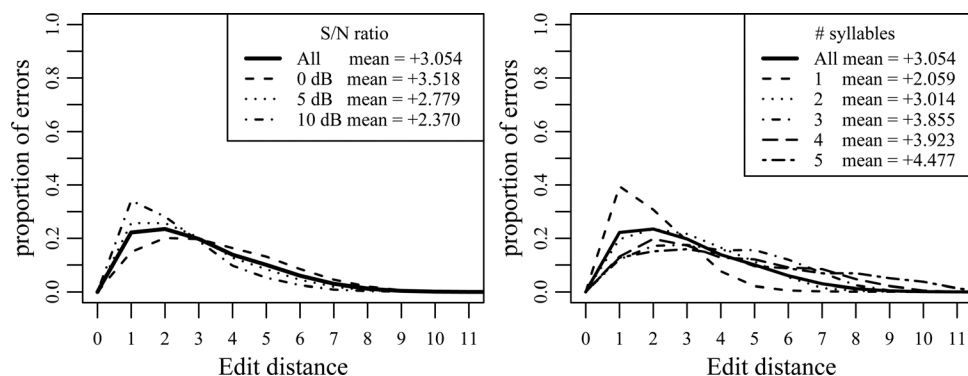 S/N ratio
All mean = +3.054
0 dB mean = +3.518
5 dB mean = +2.779
10 dB mean = +2.370
proportion of errors
1.0
0.8
0.6
0.4
0.2
0.0
0 1 2 3 4 5 6 7 8 9 10 11
Edit distance
# syllables
All mean = +3.054
1 mean = +2.059
2 mean = +3.014
3 mean = +3.855
4 mean = +3.923
5 mean = +4.477
proportion of errors
1.0
0.8
0.6
0.4
0.2
0.0
0 1 2 3 4 5 6 7 8 9 10 11
Edit distance